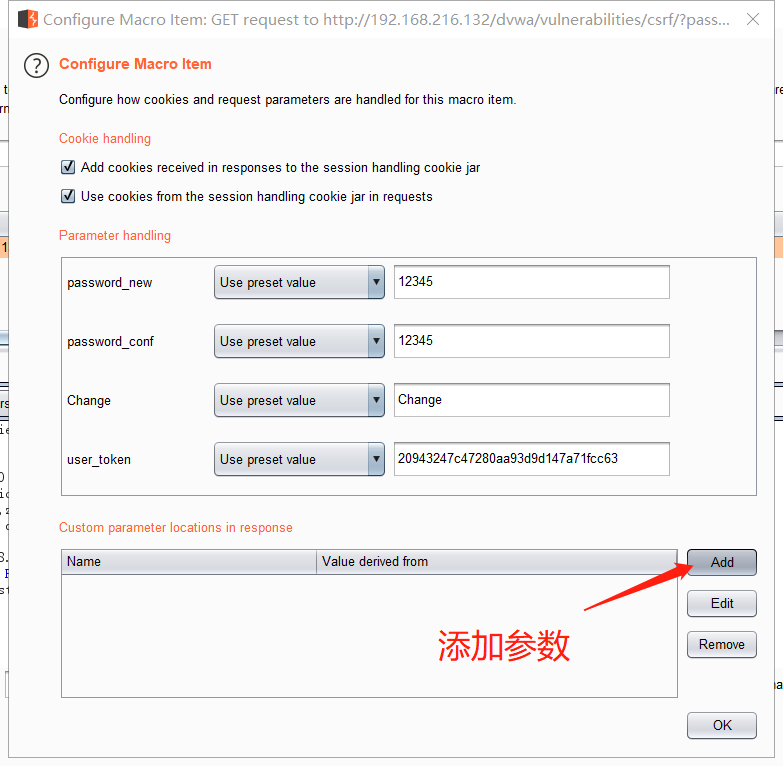 Configure Macro Item: GET request to http://192.168.216.132/dvwa/vulnerabilities/csrf/?pass...
Configure Macro Item
Configure how cookies and request parameters are handled for this macro item.
Cookie handling
Add cookies received in responses to the session handling cookie jar
Use cookies from the session handling cookie jar in requests
Parameter handling
password_new Use preset value 12345
password_conf Use preset value 12345
Change Use preset value Change
user_token Use preset value 20943247c47280aa93d9d147a71fcc63
Custom parameter locations in response
Name Value derived from
Add
Edit
添加参数
Remove
OK